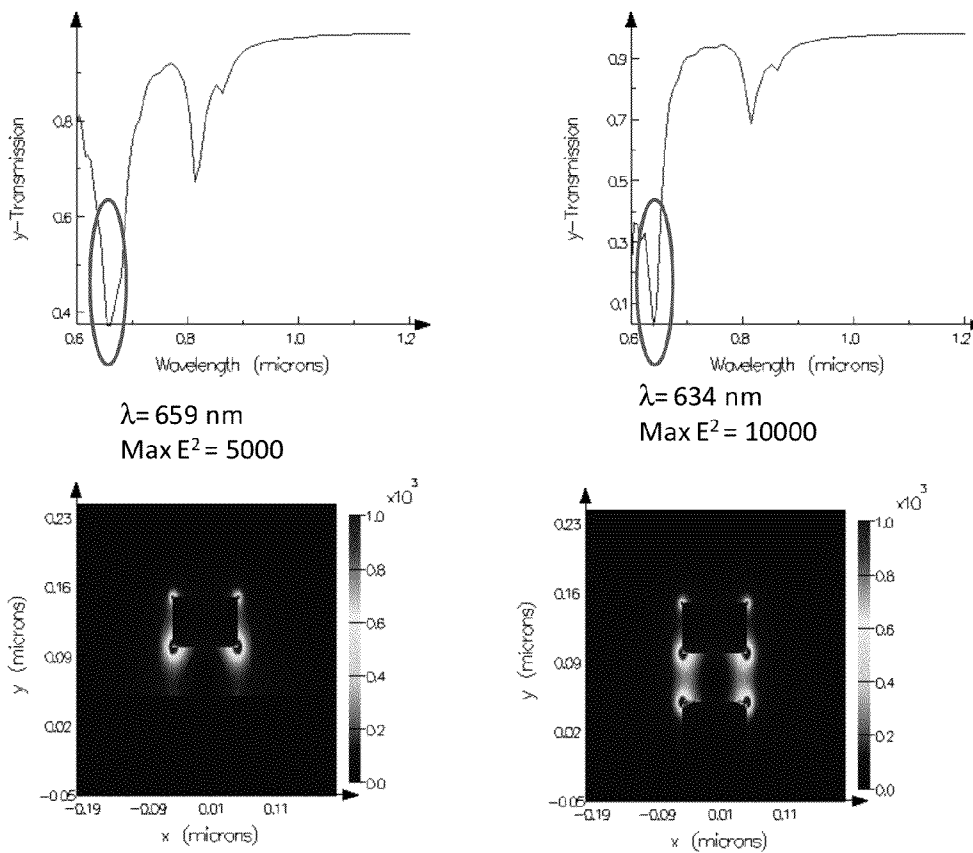 y-Transmission
0.8
0.6
0.4
0.6 0.8 1.0 1.2
Wavelength (microns)
λ= 659 nm
Max E² = 5000
y-Transmission
0.9
0.7
0.5
0.3
0.1
0.6 0.8 1.0 1.2
Wavelength (microns)
λ= 634 nm
Max E² = 10000
y (microns)
0.23
0.16
0.09
0.02
-0.05
-0.19 -0.09 0.01 0.11
x (microns)
x10³
1.0
0.8
0.6
0.4
0.2
0.0
y (microns)
0.23
0.16
0.09
0.02
-0.05
-0.19 -0.09 0.01 0.11
x (microns)
x10³
1.0
0.8
0.6
0.4
0.2
0.0